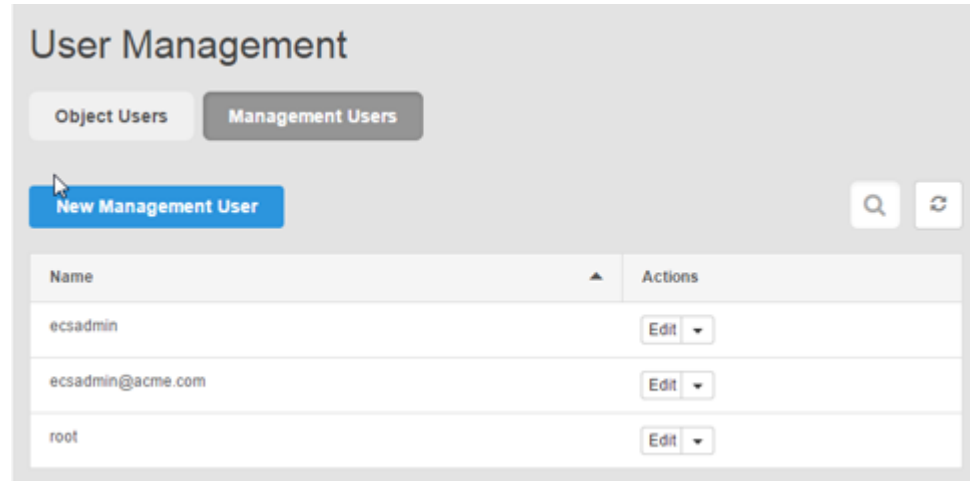 User Management
Object Users Management Users
New Management User
Name Actions
ecsadmin Edit
ecsadmin@acme.com Edit
root Edit